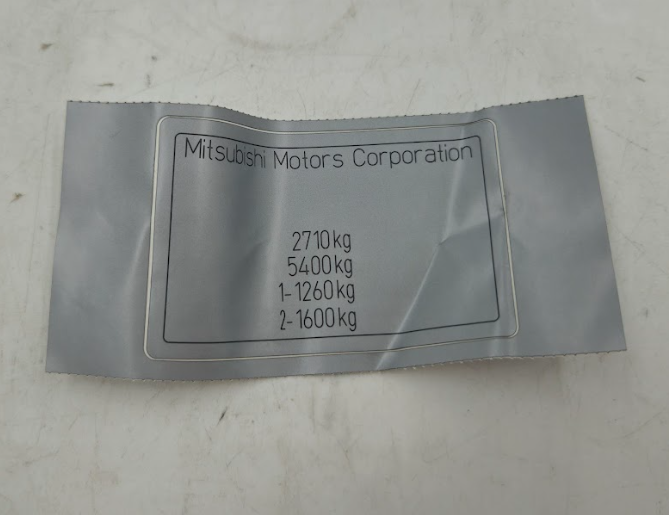 Mitsubishi Motors Corporation
2710kg
5400kg
1-1260kg
2-1600kg